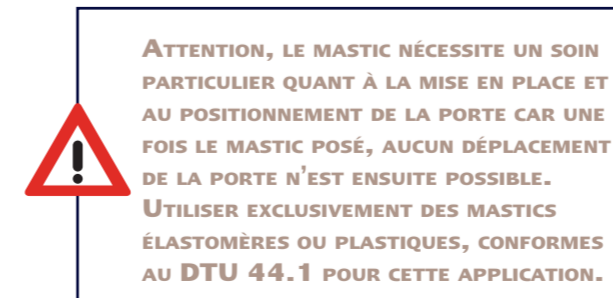 ATTENTION, LE MASTIC NÉCESSITE UN SOIN
PARTICULIER QUANT À LA MISE EN PLACE ET
AU POSITIONNEMENT DE LA PORTE CAR UNE
FOIS LE MASTIC POSÉ, AUCUN DÉPLACEMENT
DE LA PORTE N'EST ENSUITE POSSIBLE.
UTILISER EXCLUSIVEMENT DES MASTICS
ÉLASTOMÈRES OU PLASTIQUES, CONFORMES
AU DTU 44.1 POUR CETTE APPLICATION.